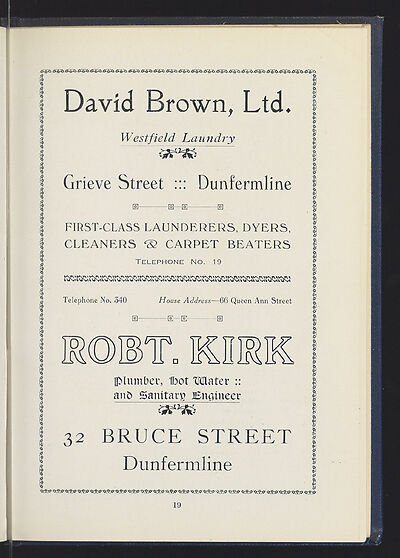 David Brown, Ltd.
Westfield Laundry
Grieve Street ::: Dunfermline
FIRST-CLASS LAUNDERERS, DYERS,
CLEANERS & CARPET BEATERS
TELEPHONE NO. 19
Telephone No. 340 House Address—66 Queen Ann Street
ROBT. KIRK
Plumber, Hot Water ::
and Sanitary Engineer
32 BRUCE STREET
Dunfermline
19